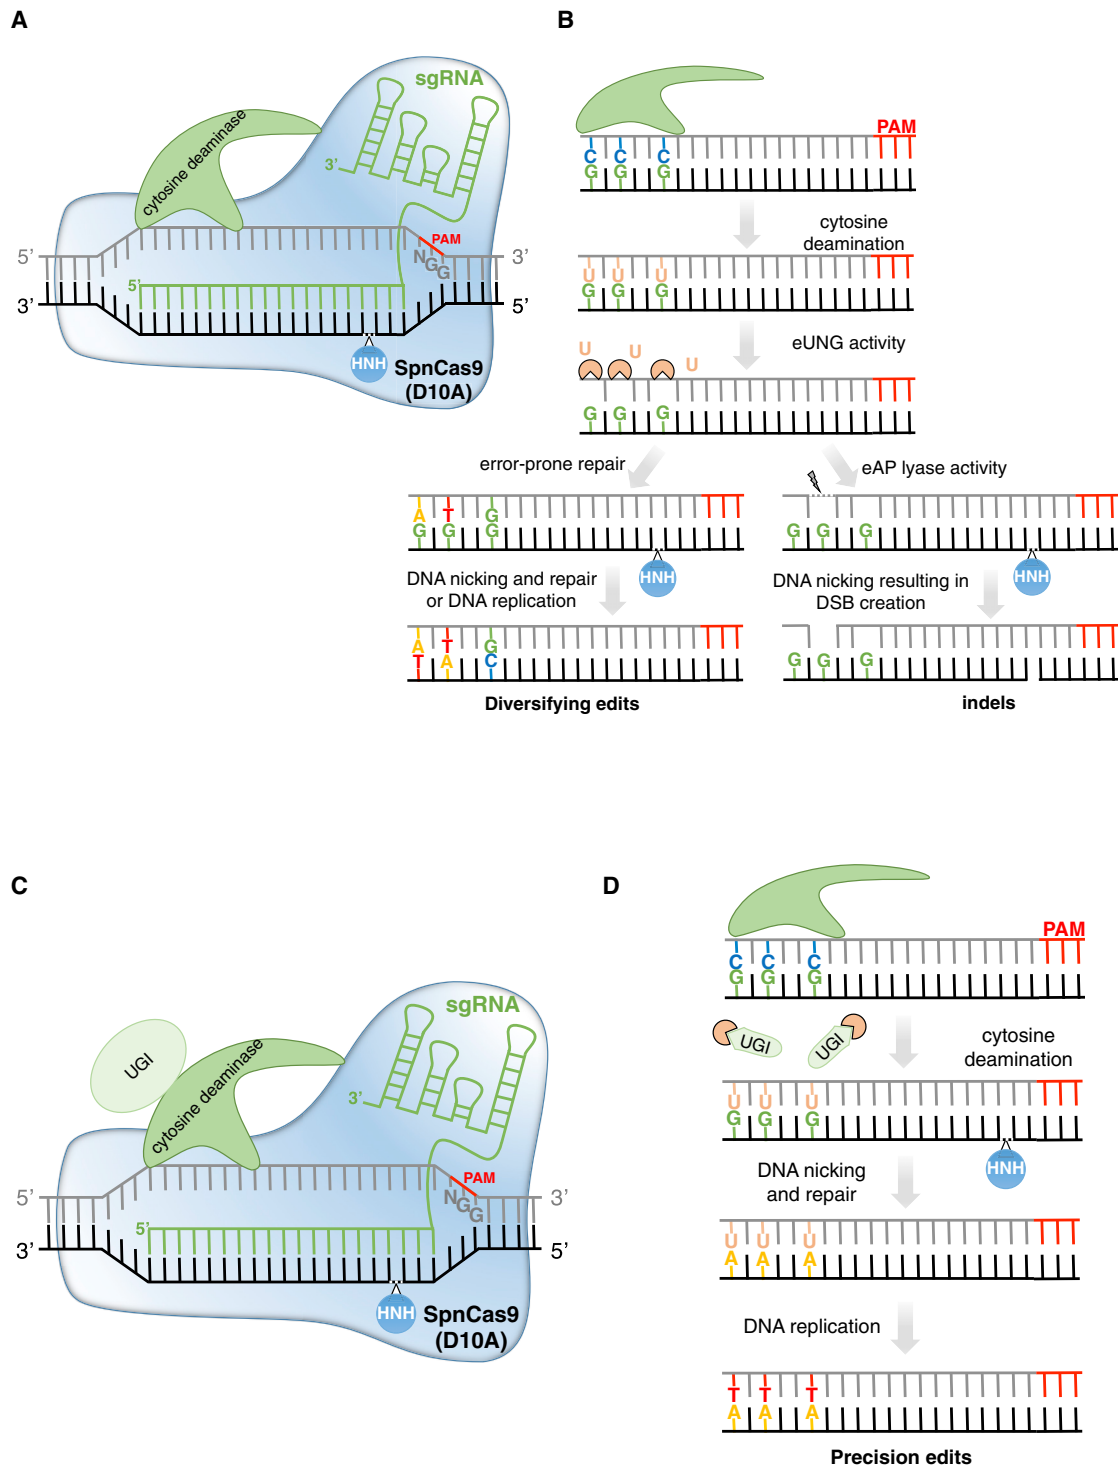 A
sgRNA
cytosine deaminase
3’
PAM
5’
NGG
3’
5’
3’
5’
HNH
SpnCas9
(D10A)
B
PAM
C C C
G G G
cytosine
deamination
U U U
G G G
eUNG activity
U U
G G G
error-prone repair
eAP lyase activity
A T G
G G G
HNH
DNA nicking and repair
or DNA replication
A T G
T A C
Diversifying edits
G G G
HNH
DNA nicking resulting in
DSB creation
G G G
indels
C
UGI
sgRNA
cytosine deaminase
3’
PAM
5’
NGG
3’
5’
3’
5’
HNH
SpnCas9
(D10A)
D
PAM
C C C
G G G
UGI UGI
cytosine
deamination
U U U
G G G
HNH
DNA nicking
and repair
U U U
A A A
DNA replication
T T T
A A A
Precision edits